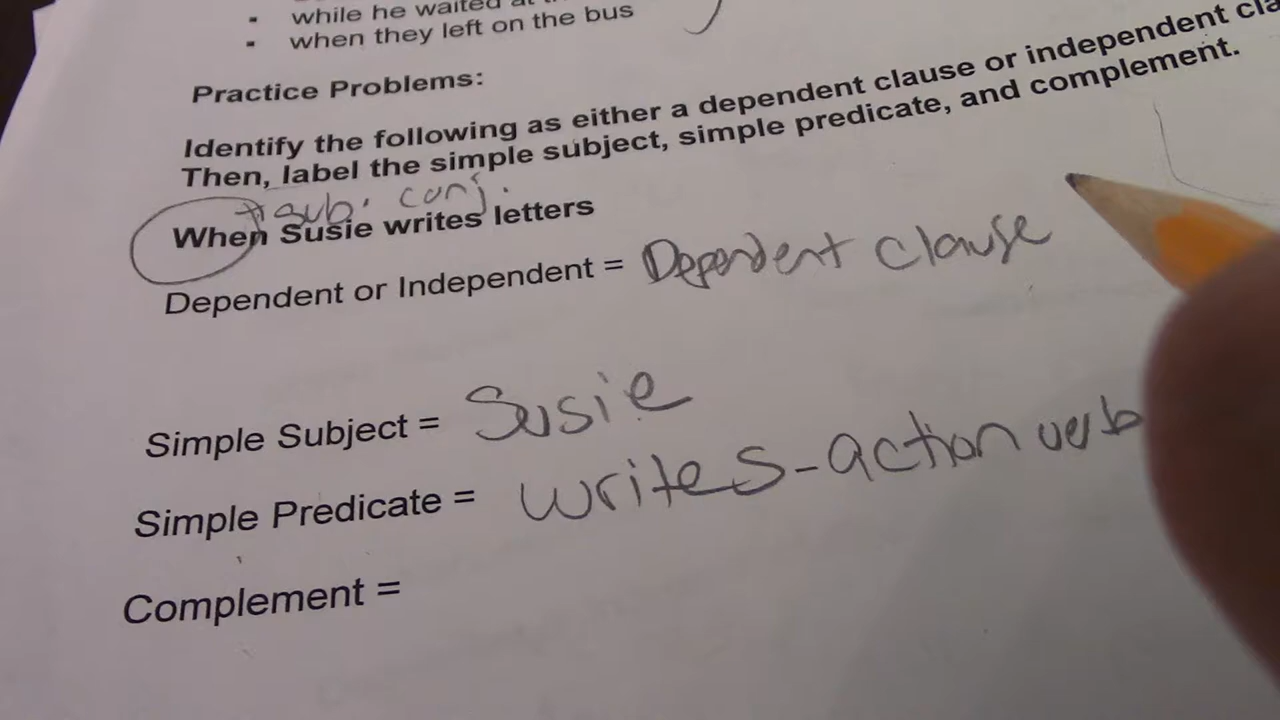 ▪ while he waited at
▪ when they left on the bus
Practice Problems:
Identify the following as either a dependent clause or independent cla
Then, label the simple subject, simple predicate, and complement.
sub. conj.
When Susie writes letters
Dependent or Independent = Dependent clause
Simple Subject = Susie
Simple Predicate = writes - action verb
Complement =